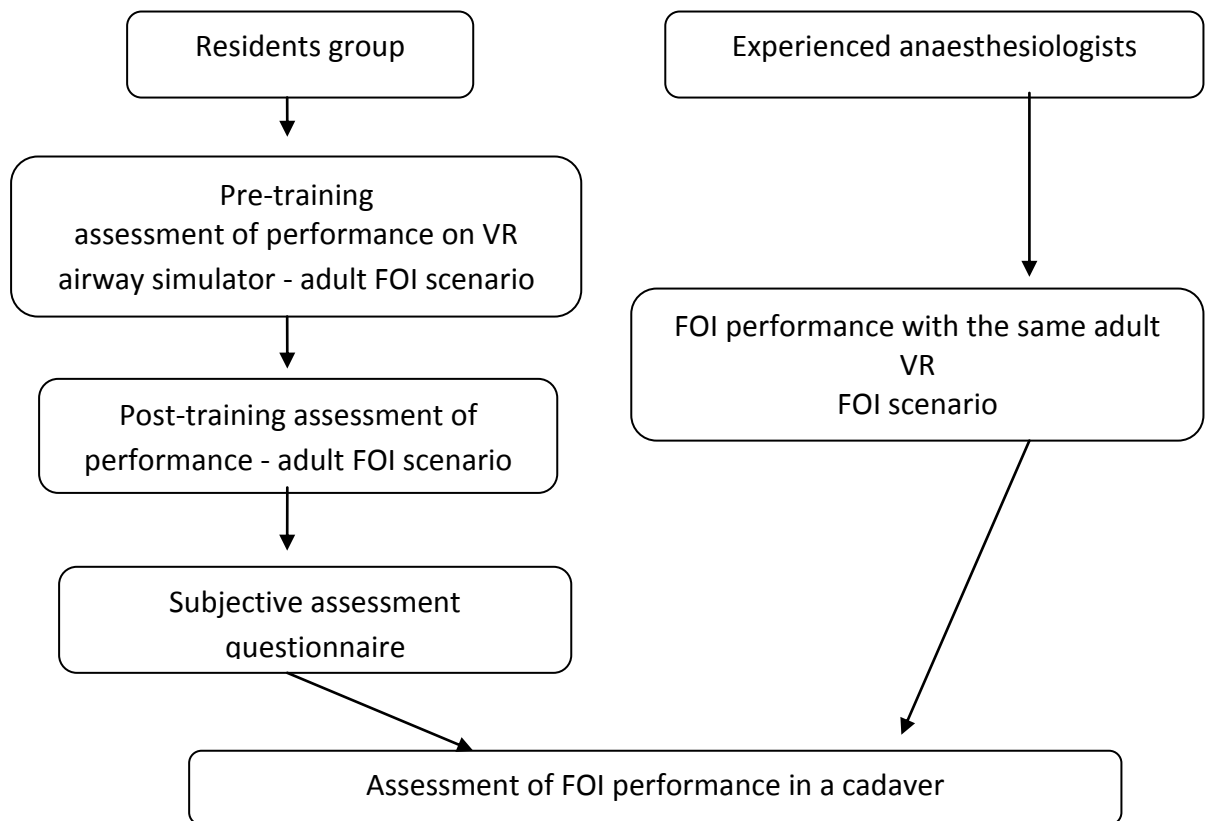 Residents group
Experienced anaesthesiologists
Pre-training
assessment of performance on VR
airway simulator - adult FOI scenario
FOI performance with the same adult
VR
FOI scenario
Post-training assessment of
performance - adult FOI scenario
Subjective assessment
questionnaire
Assessment of FOI performance in a cadaver